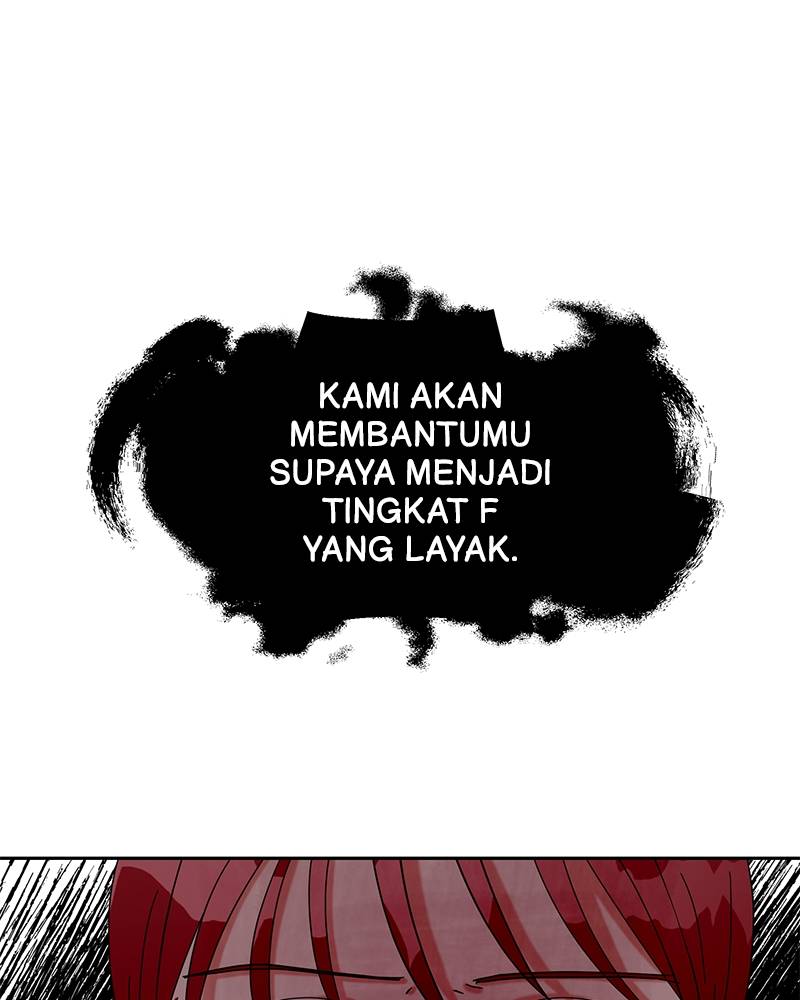 KAMI AKAN
MEMBANTUMU
SUPAYA MENJADI
TINGKAT F
YANG LAYAK.